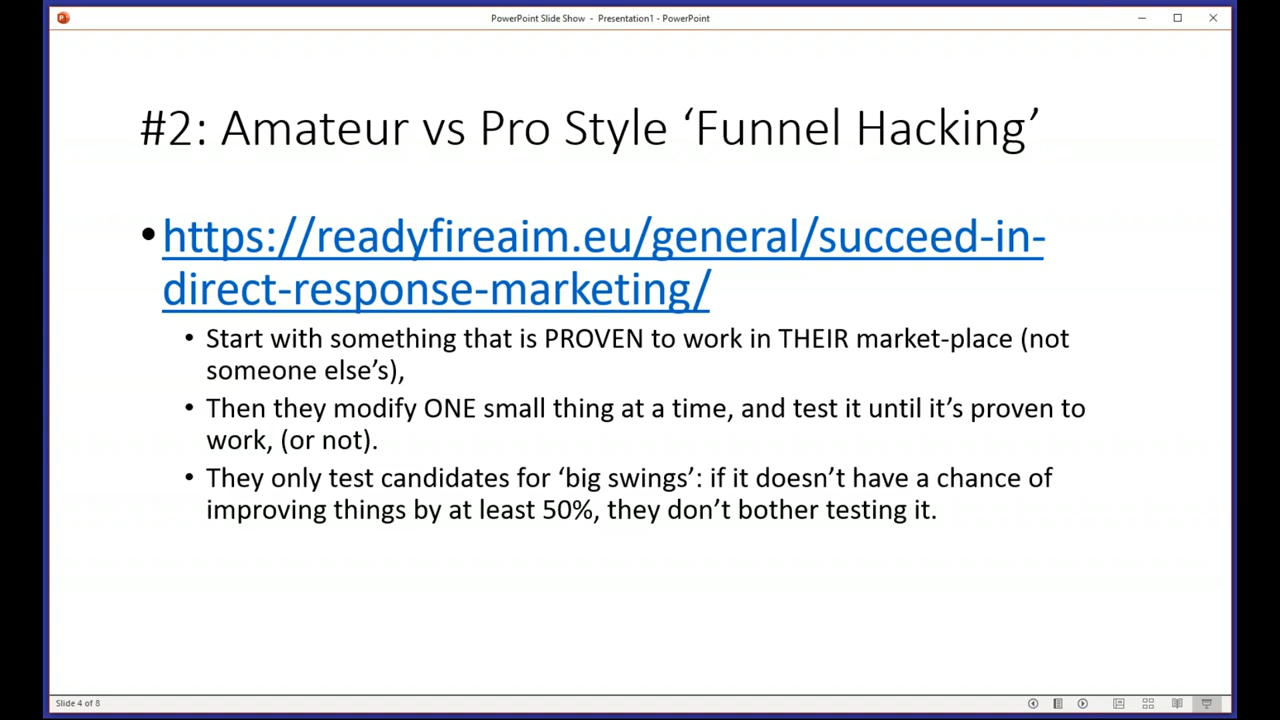 PowerPoint Slide Show - Presentation1 - PowerPoint
#2: Amateur vs Pro Style ‘Funnel Hacking’
•https://readyfireaim.eu/general/succeed-in-
direct-response-marketing/
• Start with something that is PROVEN to work in THEIR market-place (not
someone else’s),
• Then they modify ONE small thing at a time, and test it until it’s proven to
work, (or not).
• They only test candidates for ‘big swings’: if it doesn’t have a chance of
improving things by at least 50%, they don’t bother testing it.
Slide 4 of 8